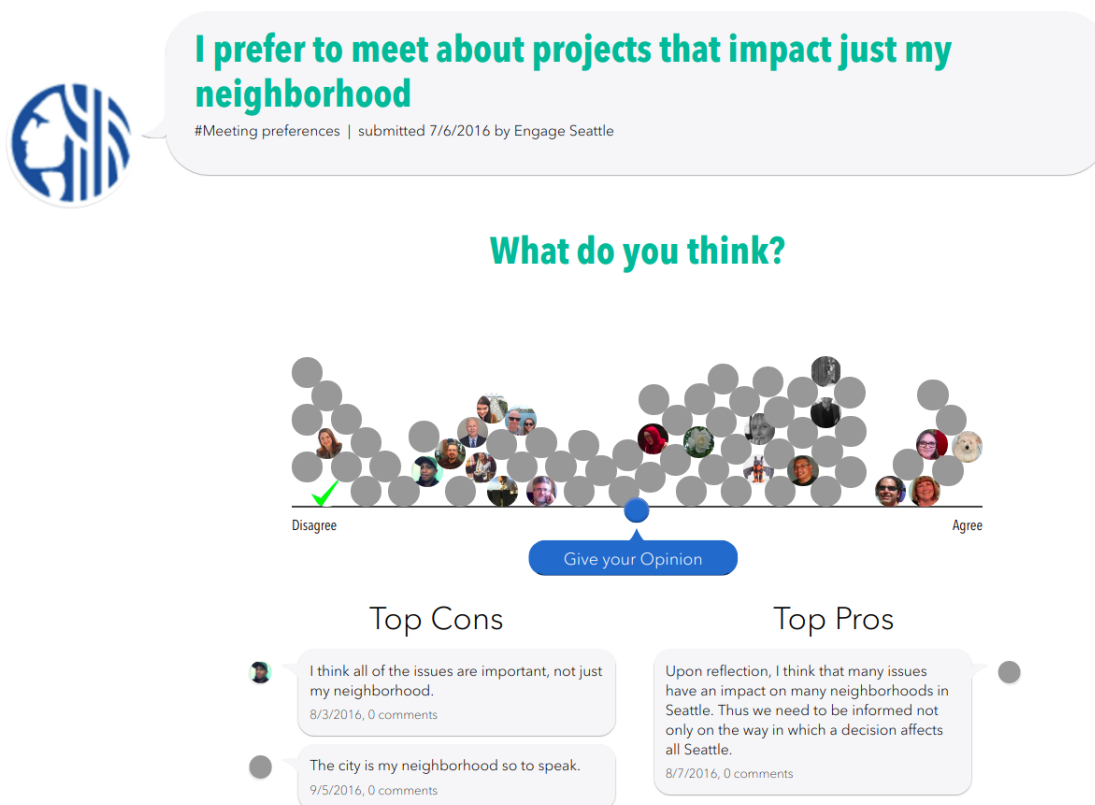 I prefer to meet about projects that impact just my
neighborhood
#Meeting preferences | submitted 7/6/2016 by Engage Seattle
What do you think?
Disagree
Agree
Give your Opinion
Top Cons
I think all of the issues are important, not just
my neighborhood.
8/3/2016, 0 comments
The city is my neighborhood so to speak.
9/5/2016, 0 comments
Top Pros
Upon reflection, I think that many issues
have an impact on many neighborhoods in
Seattle. Thus we need to be informed not
only on the way in which a decision affects
all Seattle.
8/7/2016, 0 comments